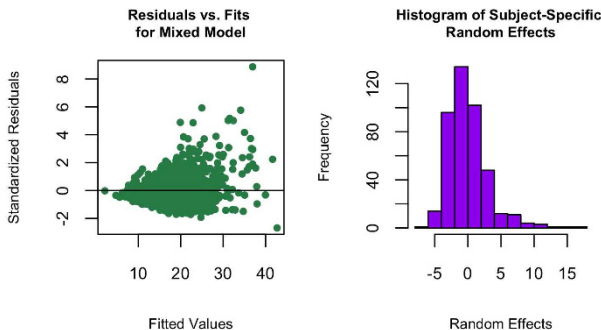 Residuals vs. Fits
for Mixed Model
Standardized Residuals
8
6
4
2
0
-2
10 20 30 40
Fitted Values
Histogram of Subject-Specific
Random Effects
Frequency
120
80
40
0
-5 0 5 10 15
Random Effects